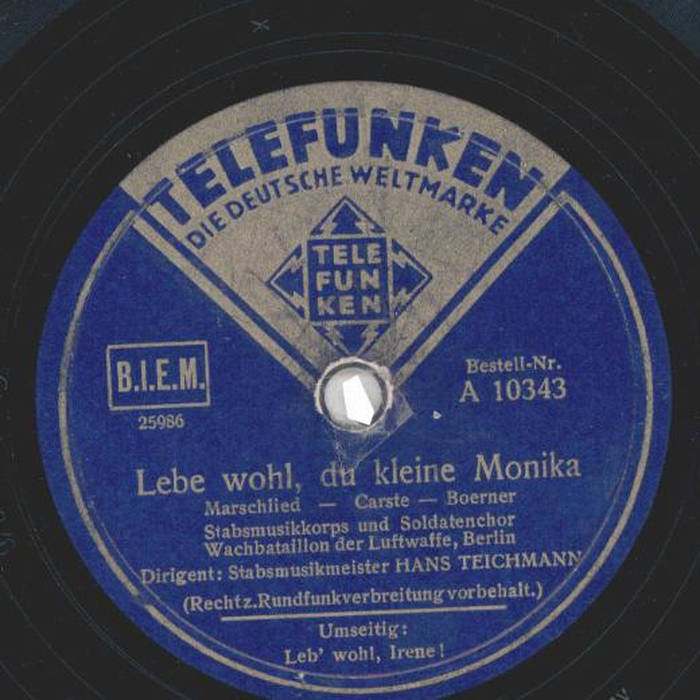 TELEFUNKEN
DIE DEUTSCHE WELTMARKE
TELE
FUN
KEN
B.I.E.M.
25986
Bestell-Nr.
A 10343
Lebe wohl, du kleine Monika
Marschlied — Carste — Boerner
Stabsmusikkorps und Soldatenchor
Wachbataillon der Luftwaffe, Berlin
Dirigent: Stabsmusikmeister HANS TEICHMANN
(Recht z. Rundfunkverbreitung vorbehalt.)
Umseitig:
Leb' wohl, Irene!